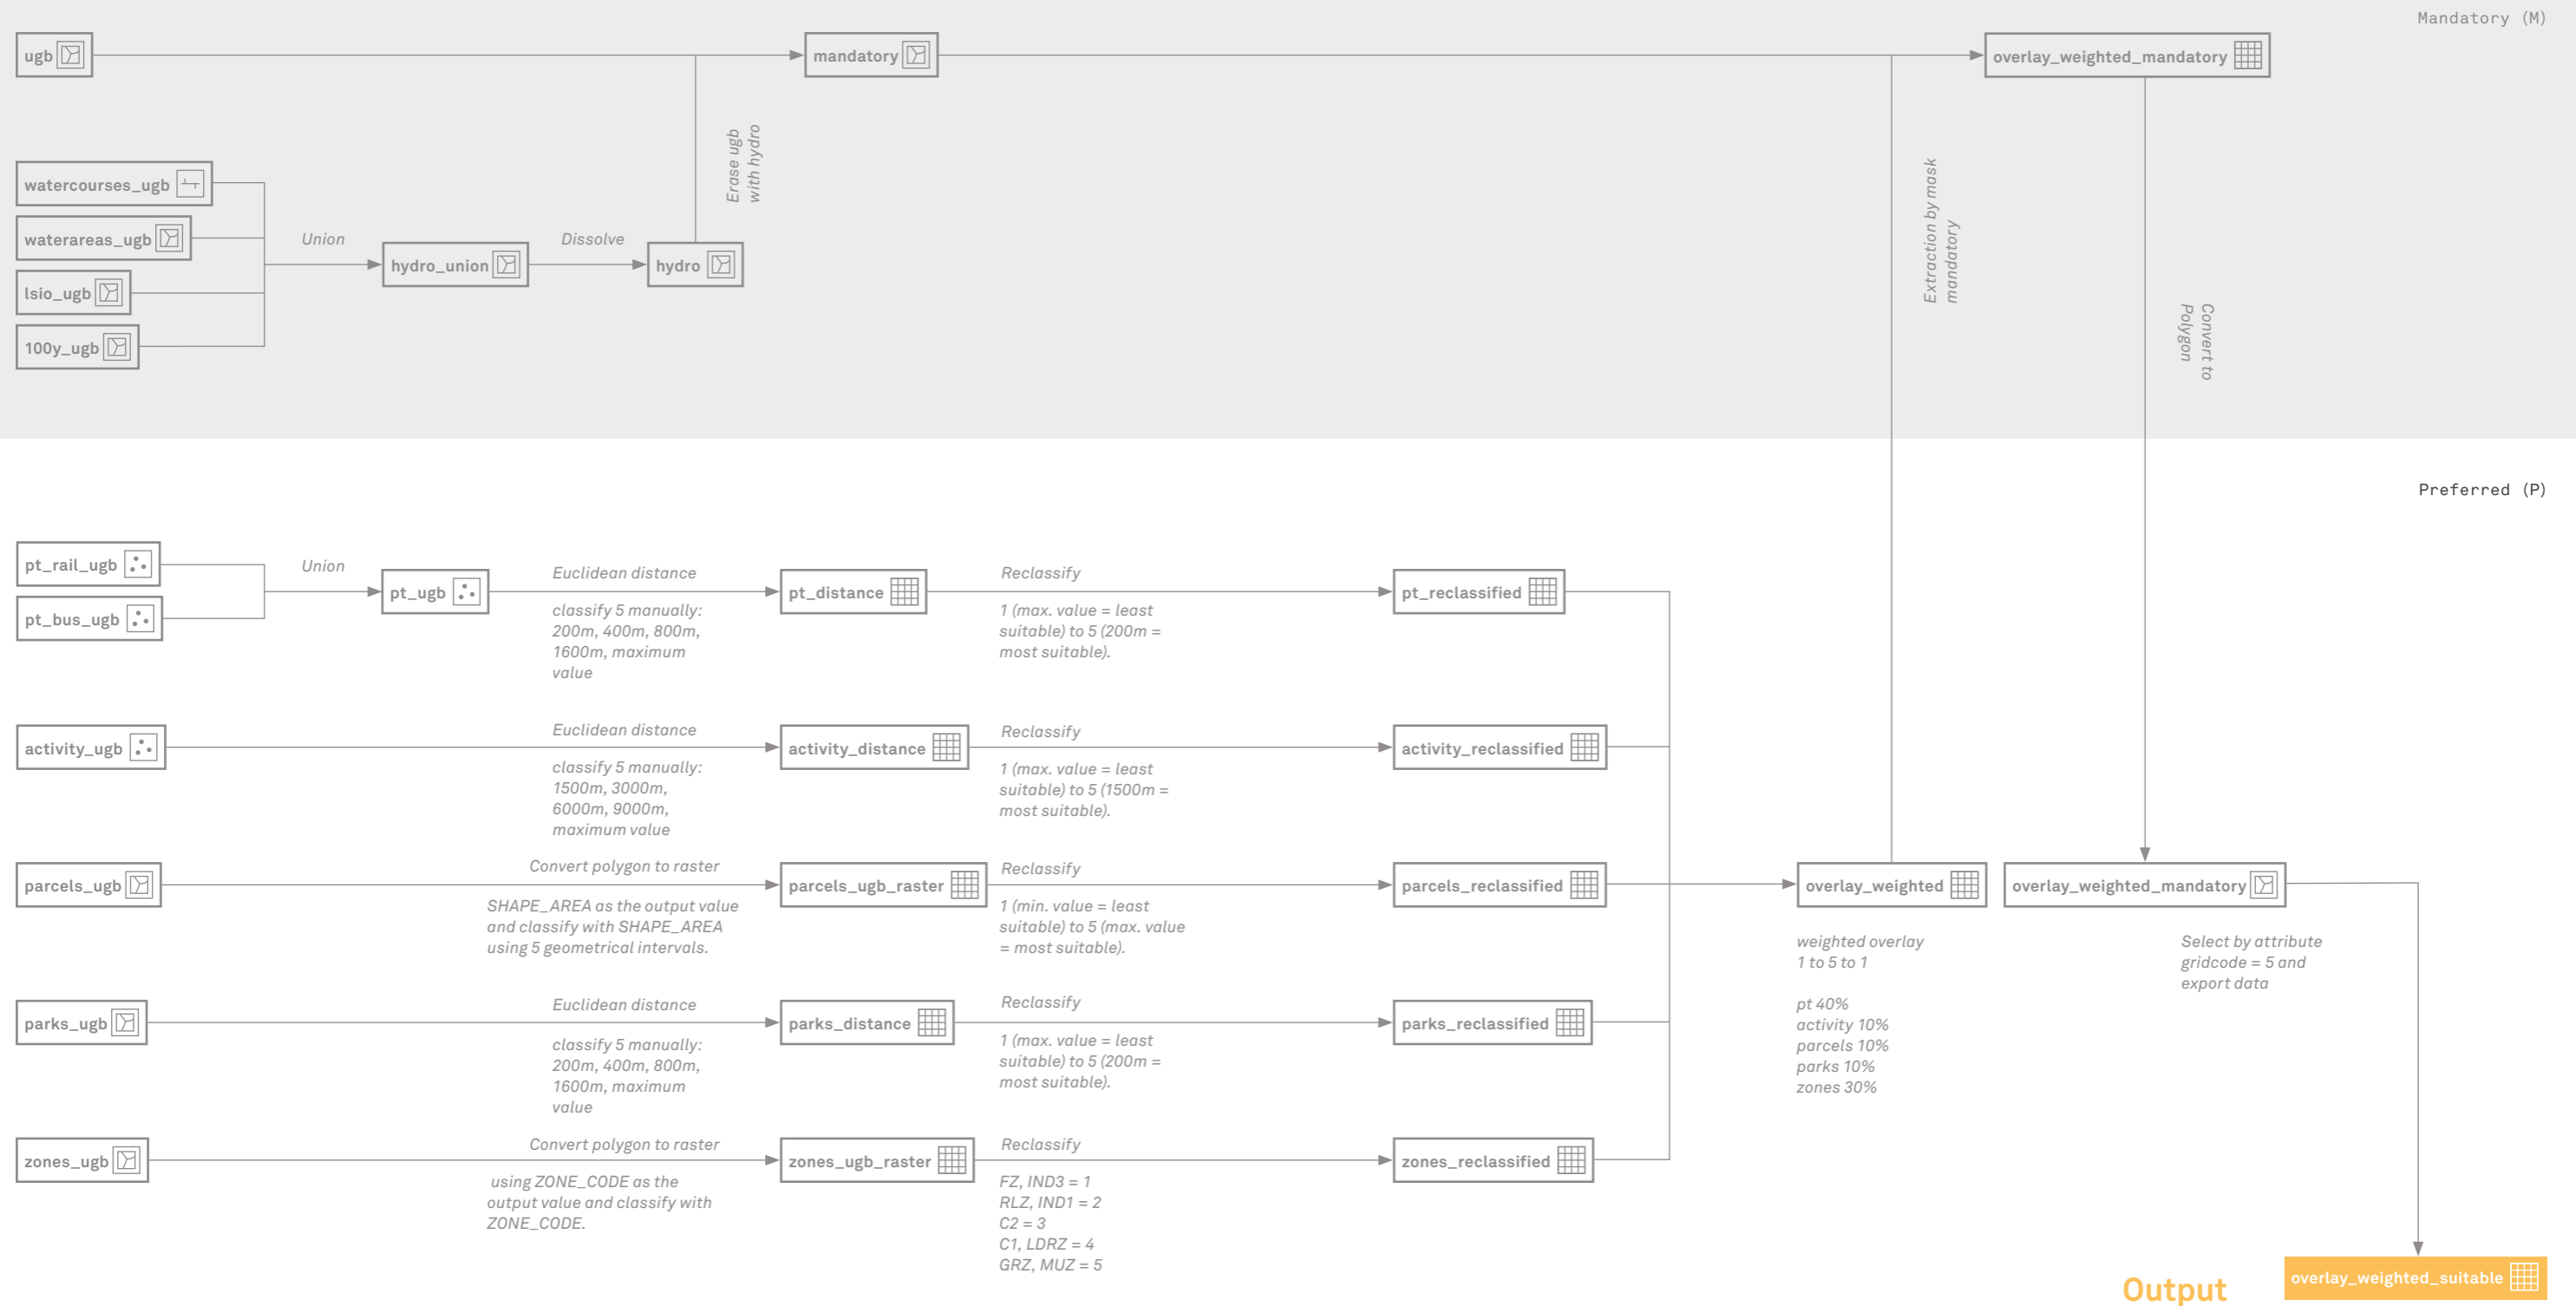 Mandatory (M)
ugb
mandatory
overlay_weighted_mandatory
Erase ugb
with hydro
Extraction by mask
mandatory
Convert to
Polygon
watercourses_ugb
waterareas_ugb
lsio_ugb
100y_ugb
Union
hydro_union
Dissolve
hydro
Preferred (P)
pt_rail_ugb
pt_bus_ugb
Union
pt_ugb
Euclidean distance
classify 5 manually:
200m, 400m, 800m,
1600m, maximum
value
pt_distance
Reclassify
1 (max. value = least
suitable) to 5 (200m =
most suitable).
pt_reclassified
activity_ugb
Euclidean distance
classify 5 manually:
1500m, 3000m,
6000m, 9000m,
maximum value
activity_distance
Reclassify
1 (max. value = least
suitable) to 5 (1500m =
most suitable).
activity_reclassified
parcels_ugb
Convert polygon to raster
SHAPE_AREA as the output value
and classify with SHAPE_AREA
using 5 geometrical intervals.
parcels_ugb_raster
Reclassify
1 (min. value = least
suitable) to 5 (max. value
= most suitable).
parcels_reclassified
overlay_weighted
weighted overlay
1 to 5 to 1
pt 40%
activity 10%
parcels 10%
parks 10%
zones 30%
overlay_weighted_mandatory
Select by attribute
gridcode = 5 and
export data
parks_ugb
Euclidean distance
classify 5 manually:
200m, 400m, 800m,
1600m, maximum
value
parks_distance
Reclassify
1 (max. value = least
suitable) to 5 (200m =
most suitable).
parks_reclassified
zones_ugb
Convert polygon to raster
using ZONE_CODE as the
output value and classify with
ZONE_CODE.
zones_ugb_raster
Reclassify
FZ, IND3 = 1
RLZ, IND1 = 2
C2 = 3
C1, LDRZ = 4
GRZ, MUZ = 5
zones_reclassified
Output
overlay_weighted_suitable